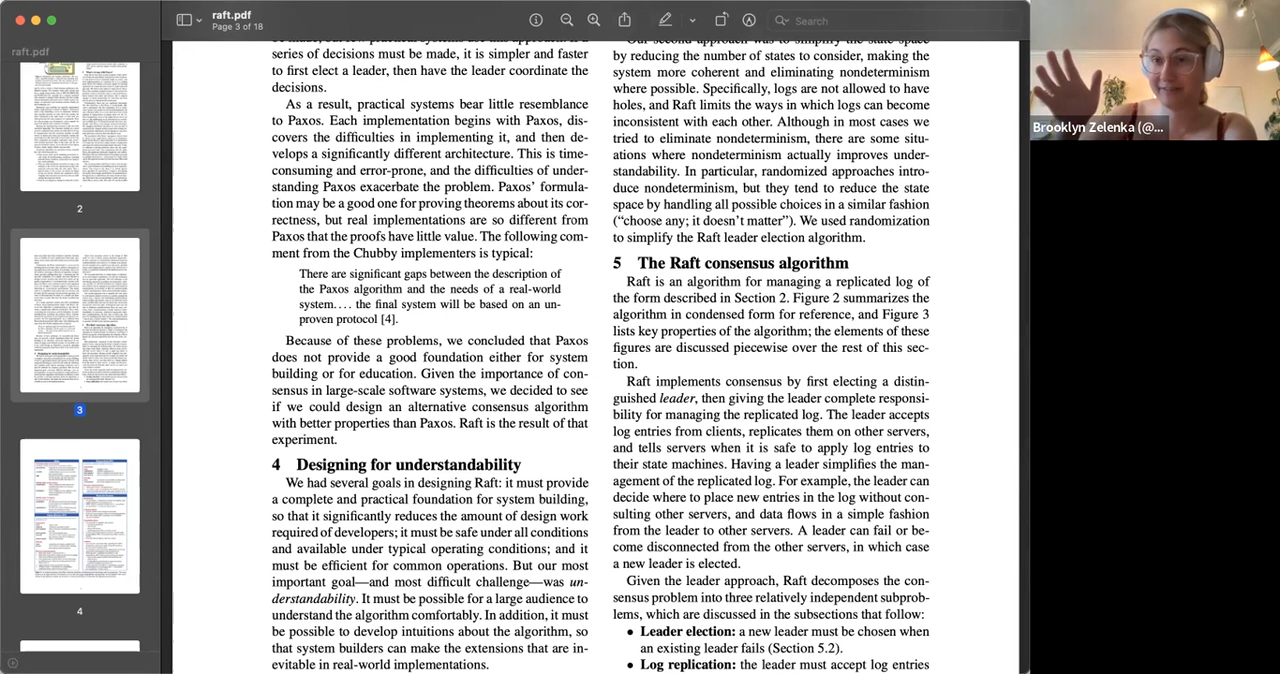 raft.pdf
Page 3 of 18
Search
raft.pdf
2
3
4
series of decisions must be made, it is simpler and faster
to first elect a leader, then have the leader coordinate the
decisions.
As a result, practical systems bear little resemblance
to Paxos. Each implementation begins with Paxos, dis-
covers the difficulties in implementing it, and then de-
velops a significantly different architecture. This is time-
consuming and error-prone, and the difficulties of under-
standing Paxos exacerbate the problem. Paxos’ formula-
tion may be a good one for proving theorems about its cor-
rectness, but real implementations are so different from
Paxos that the proofs have little value. The following com-
ment from the Chubby implementers is typical:
There are significant gaps between the description of
the Paxos algorithm and the needs of a real-world
system. . . . the final system will be based on an un-
proven protocol [4].
Because of these problems, we concluded that Paxos
does not provide a good foundation either for system
building or for education. Given the importance of con-
sensus in large-scale software systems, we decided to see
if we could design an alternative consensus algorithm
with better properties than Paxos. Raft is the result of that
experiment.
4 Designing for understandability
We had several goals in designing Raft: it must provide
a complete and practical foundation for system building,
so that it significantly reduces the amount of design work
required of developers; it must be safe under all conditions
and available under typical operating conditions; and it
must be efficient for common operations. But our most
important goal—and most difficult challenge—was un-
derstandability. It must be possible for a large audience to
understand the algorithm comfortably. In addition, it must
be possible to develop intuitions about the algorithm, so
that system builders can make the extensions that are in-
evitable in real-world implementations.
by reducing the number of states to consider, making the
system more coherent and eliminating nondeterminism
where possible. Specifically, logs are not allowed to have
holes, and Raft limits the ways in which logs can become
inconsistent with each other. Although in most cases we
tried to eliminate nondeterminism, there are some situ-
ations where nondeterminism actually improves under-
standability. In particular, randomized approaches intro-
duce nondeterminism, but they tend to reduce the state
space by handling all possible choices in a similar fashion
(“choose any; it doesn’t matter”). We used randomization
to simplify the Raft leader election algorithm.
5 The Raft consensus algorithm
Raft is an algorithm for managing a replicated log of
the form described in Section 2. Figure 2 summarizes the
algorithm in condensed form for reference, and Figure 3
lists key properties of the algorithm; the elements of these
figures are discussed piecewise over the rest of this sec-
tion.
Raft implements consensus by first electing a distin-
guished leader, then giving the leader complete responsi-
bility for managing the replicated log. The leader accepts
log entries from clients, replicates them on other servers,
and tells servers when it is safe to apply log entries to
their state machines. Having a leader simplifies the man-
agement of the replicated log. For example, the leader can
decide where to place new entries in the log without con-
sulting other servers, and data flows in a simple fashion
from the leader to other servers. A leader can fail or be-
come disconnected from the other servers, in which case
a new leader is elected.
Given the leader approach, Raft decomposes the con-
sensus problem into three relatively independent subprob-
lems, which are discussed in the subsections that follow:
• Leader election: a new leader must be chosen when
an existing leader fails (Section 5.2).
• Log replication: the leader must accept log entries
Brooklyn Zelenka (@...